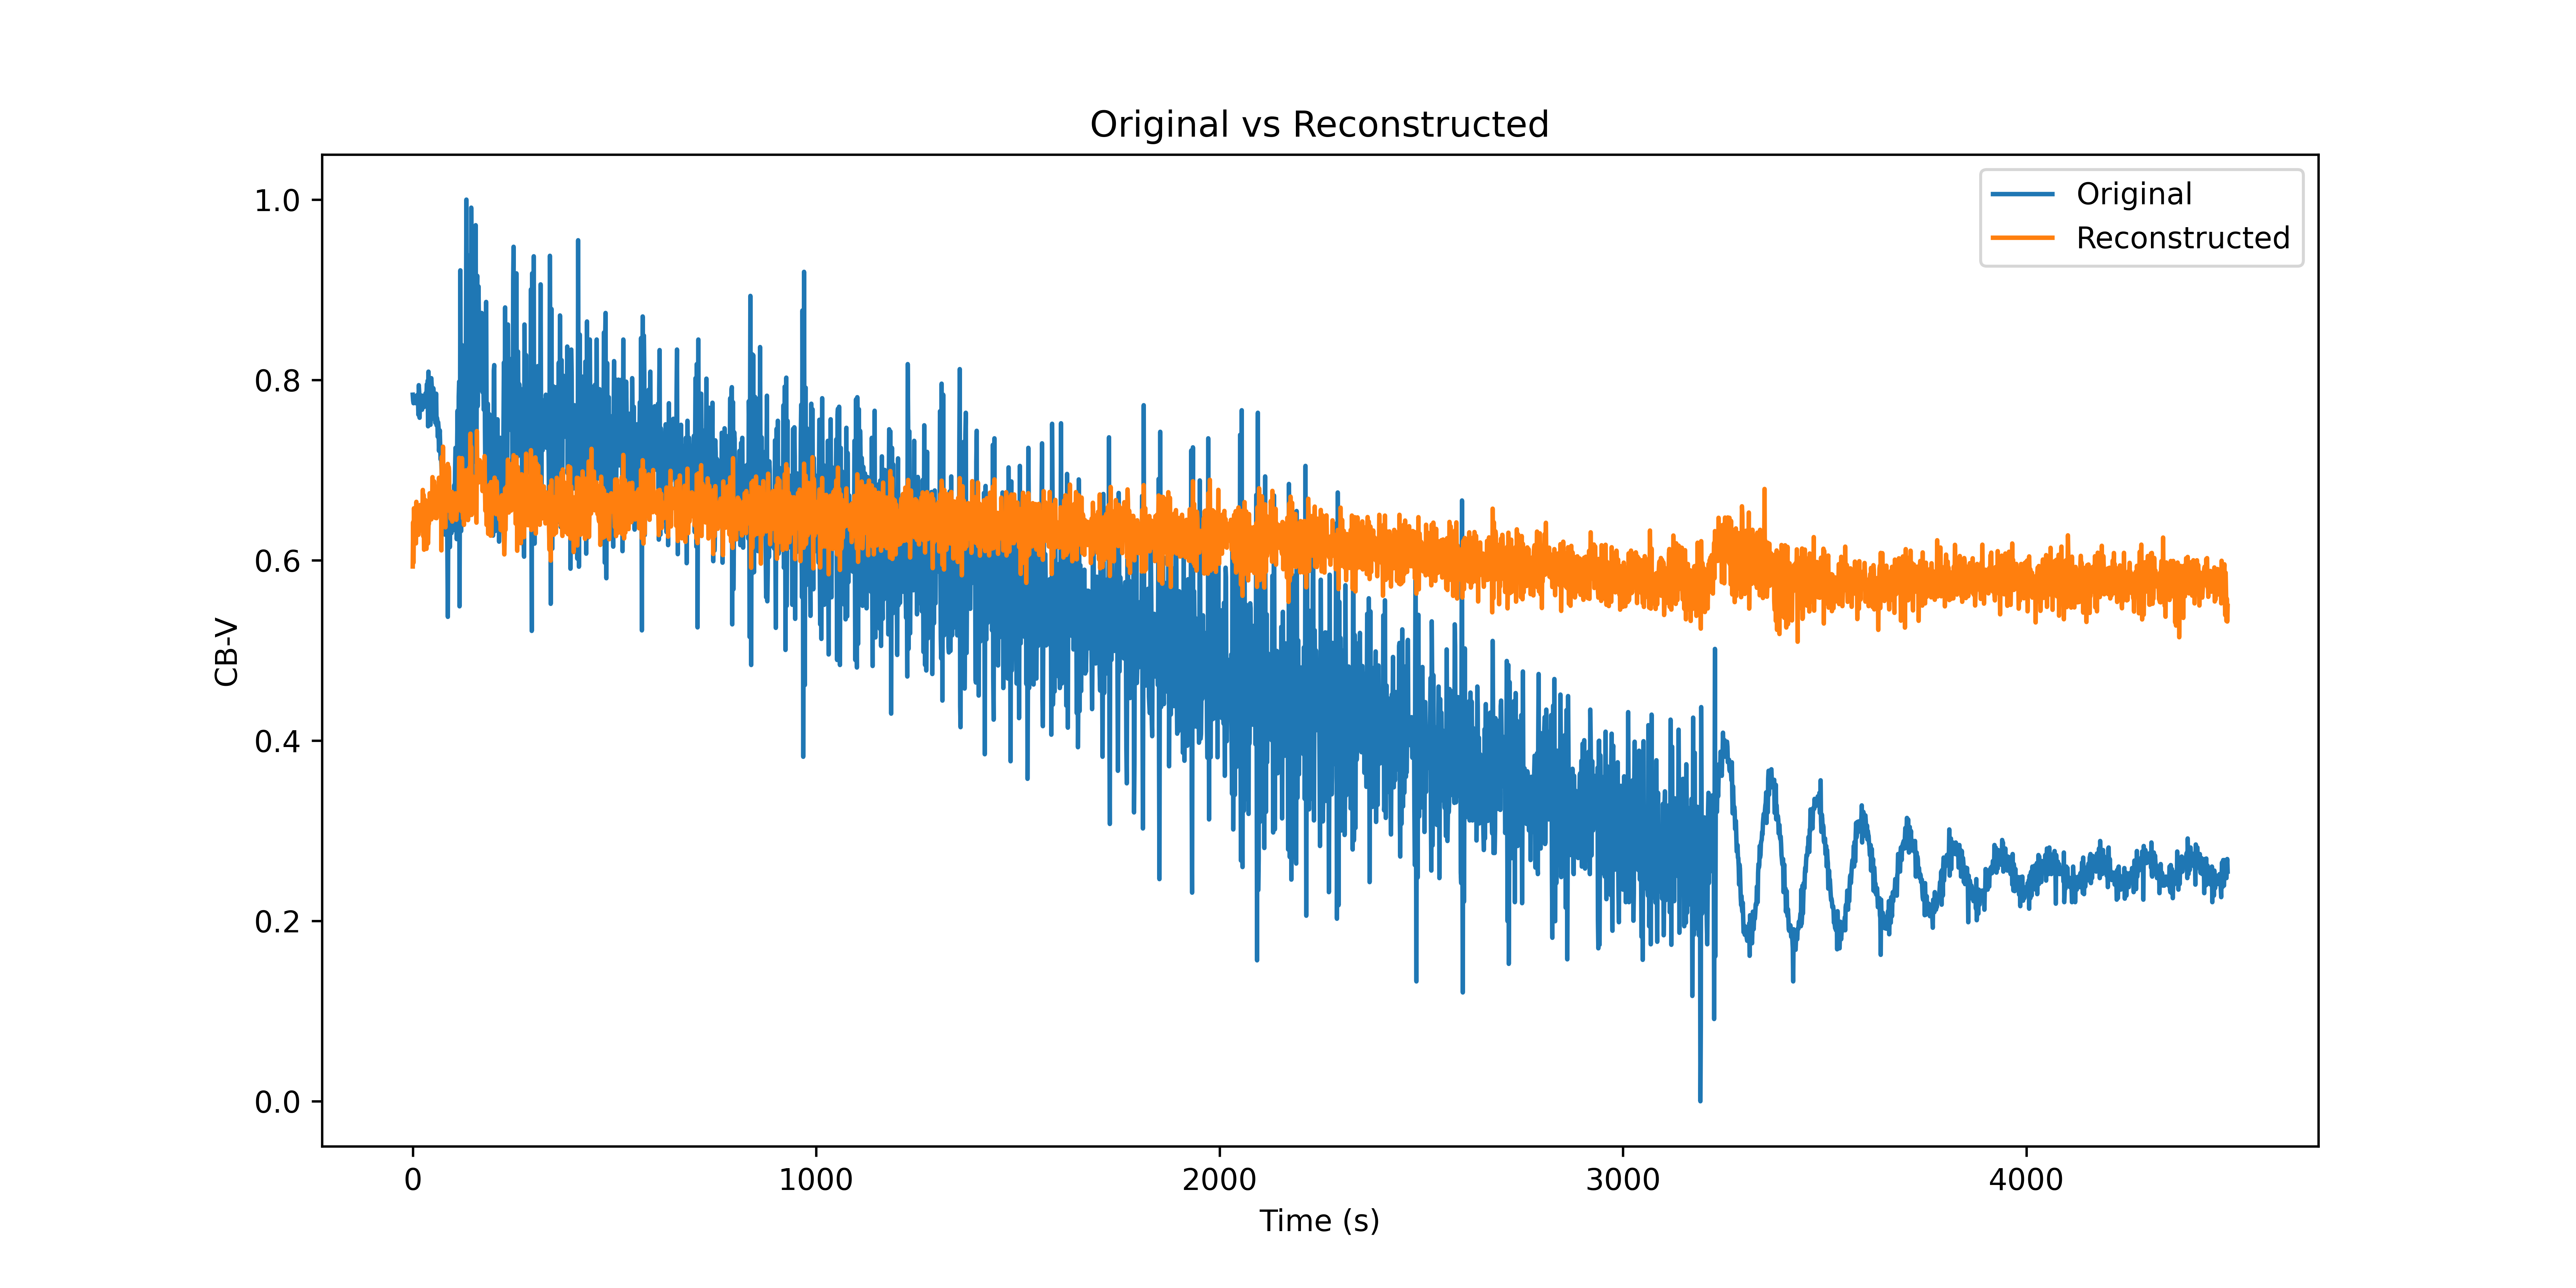 Original vs Reconstructed
Original
Reconstructed
1.0
0.8
0.6
0.4
0.2
0.0
CB-V
0
1000
2000
3000
4000
Time (s)